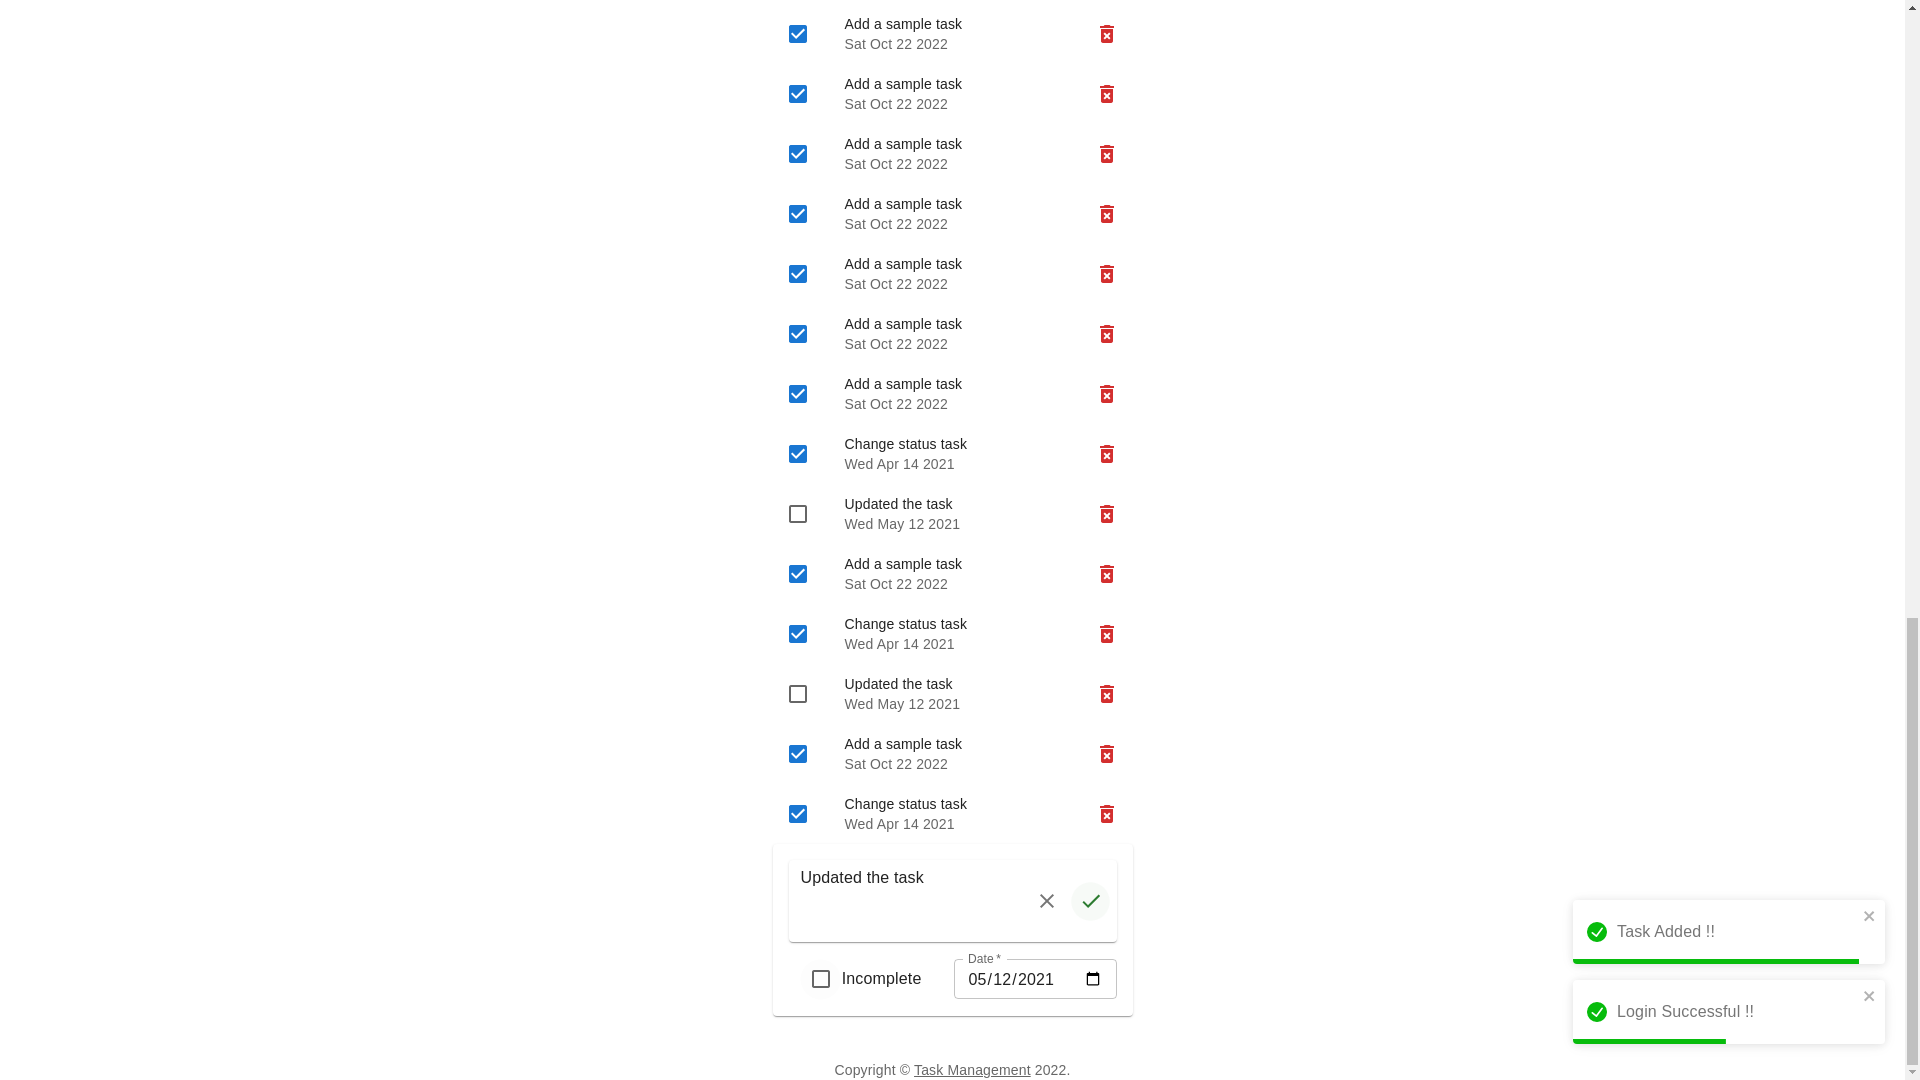 Add a sample task
Sat Oct 22 2022
Add a sample task
Sat Oct 22 2022
Add a sample task
Sat Oct 22 2022
Add a sample task
Sat Oct 22 2022
Add a sample task
Sat Oct 22 2022
Add a sample task
Sat Oct 22 2022
Add a sample task
Sat Oct 22 2022
Change status task
Wed Apr 14 2021
Updated the task
Wed May 12 2021
Add a sample task
Sat Oct 22 2022
Change status task
Wed Apr 14 2021
Updated the task
Wed May 12 2021
Add a sample task
Sat Oct 22 2022
Change status task
Wed Apr 14 2021
Updated the task
Incomplete
Date *
05/12/2021
Task Added !!
Login Successful !!
Copyright © Task Management 2022.